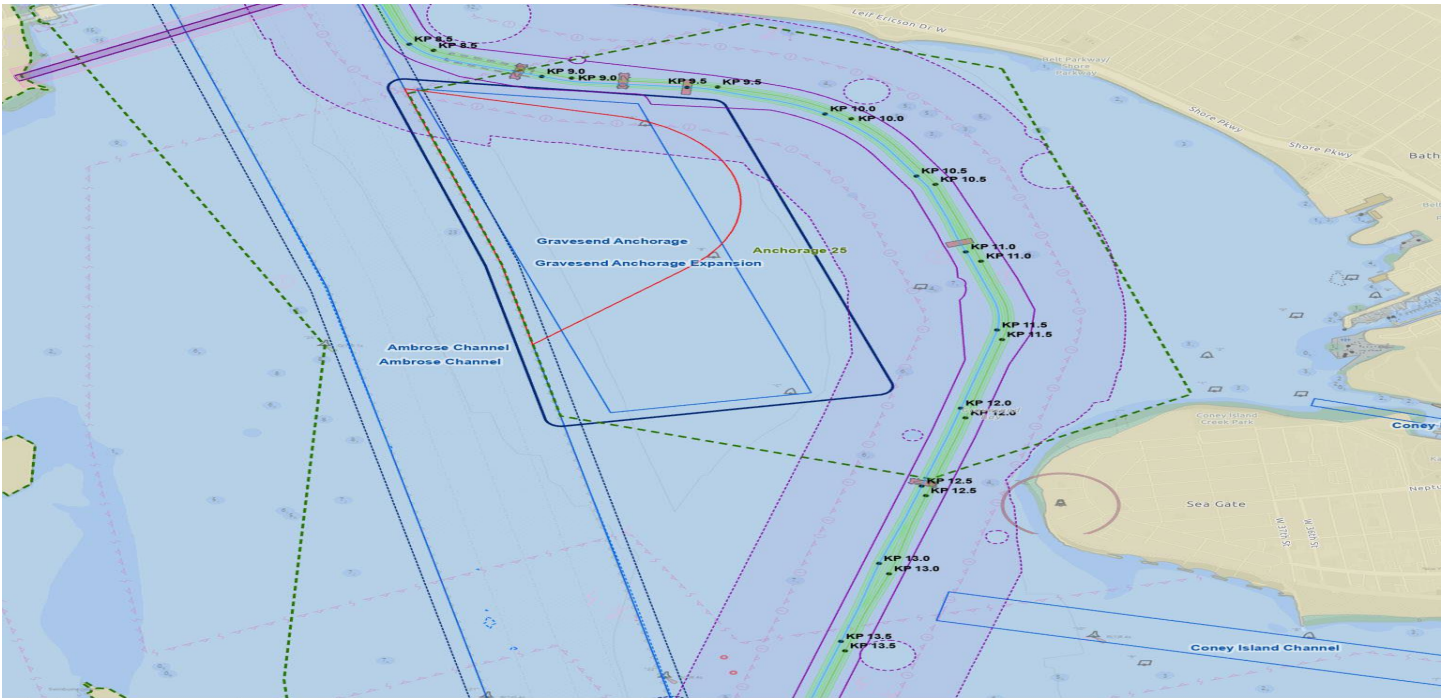 Leif Ericson Dr W
KP 8.5
KP 8.5
Belt Parkway/
Shore
Parkway
KP 9.0
KP 9.0
KP 9.5
KP 9.5
KP 10.0
KP 10.0
Shore Pkwy
Shore Pkwy
Bath
KP 10.5
KP 10.5
Gravesend Anchorage
Anchorage 25
KP 11.0
KP 11.0
Gravesend Anchorage Expansion
KP 11.5
KP 11.5
Ambrose Channel
Ambrose Channel
KP 12.0
KP 12.0
Coney Island
Creek Park
Coney
KP 12.5
KP 12.5
Neptu
Sea Gate
W 37th St
W 36th St
KP 13.0
KP 13.0
KP 13.5
KP 13.5
Coney Island Channel